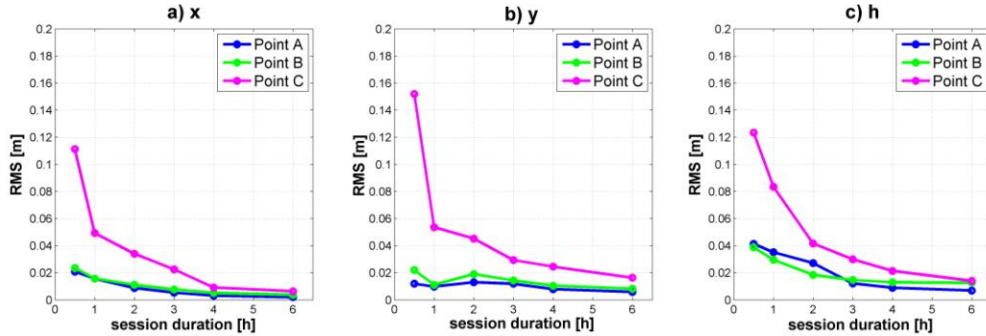 a) x
RMS [m]
0.2
0.18
0.16
0.14
0.12
0.1
0.08
0.06
0.04
0.02
0
Point A
Point B
Point C
0 1 2 3 4 5 6
session duration [h]
b) y
RMS [m]
0.2
0.18
0.16
0.14
0.12
0.1
0.08
0.06
0.04
0.02
0
Point A
Point B
Point C
0 1 2 3 4 5 6
session duration [h]
c) h
RMS [m]
0.2
0.18
0.16
0.14
0.12
0.1
0.08
0.06
0.04
0.02
0
Point A
Point B
Point C
0 1 2 3 4 5 6
session duration [h]